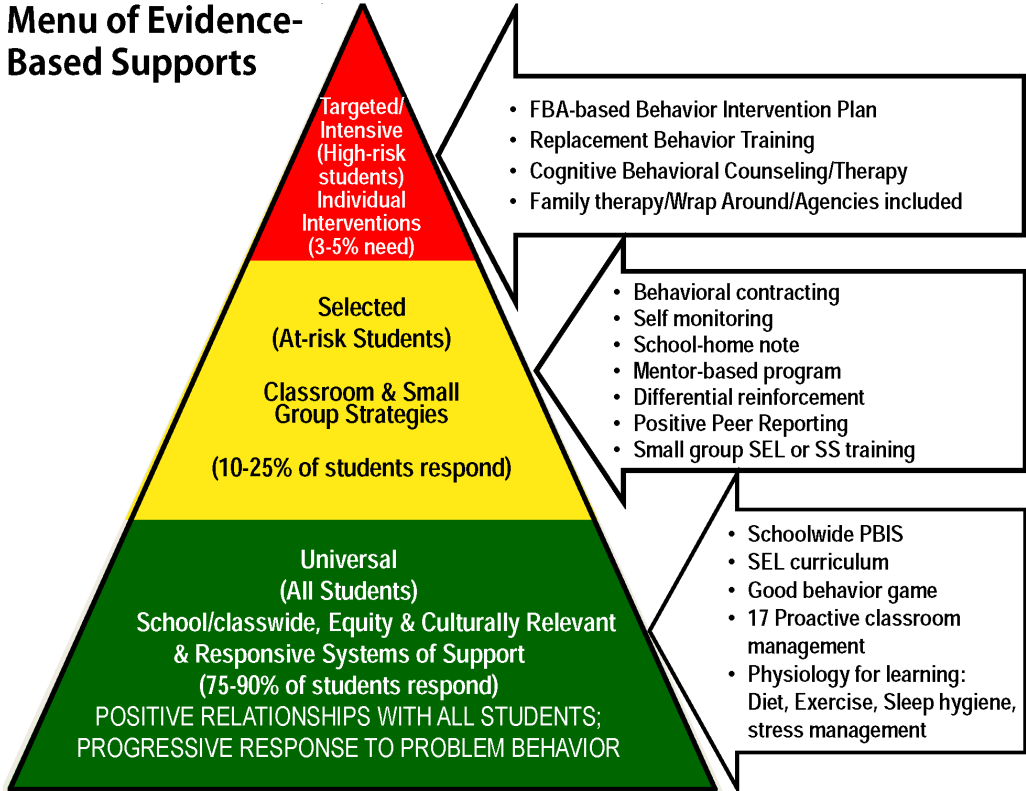 Menu of Evidence-
Based Supports
Targeted/
Intensive
(High-risk
students)
Individual
Interventions
(3-5% need)
• FBA-based Behavior Intervention Plan
• Replacement Behavior Training
• Cognitive Behavioral Counseling/Therapy
• Family therapy/Wrap Around/Agencies included
Selected
(At-risk Students)
Classroom & Small
Group Strategies
(10-25% of students respond)
• Behavioral contracting
• Self monitoring
• School-home note
• Mentor-based program
• Differential reinforcement
• Positive Peer Reporting
• Small group SEL or SS training
Universal
(All Students)
School/classwide, Equity & Culturally Relevant
& Responsive Systems of Support
(75-90% of students respond)
POSITIVE RELATIONSHIPS WITH ALL STUDENTS;
PROGRESSIVE RESPONSE TO PROBLEM BEHAVIOR
• Schoolwide PBIS
• SEL curriculum
• Good behavior game
• 17 Proactive classroom
management
• Physiology for learning:
Diet, Exercise, Sleep hygiene,
stress management